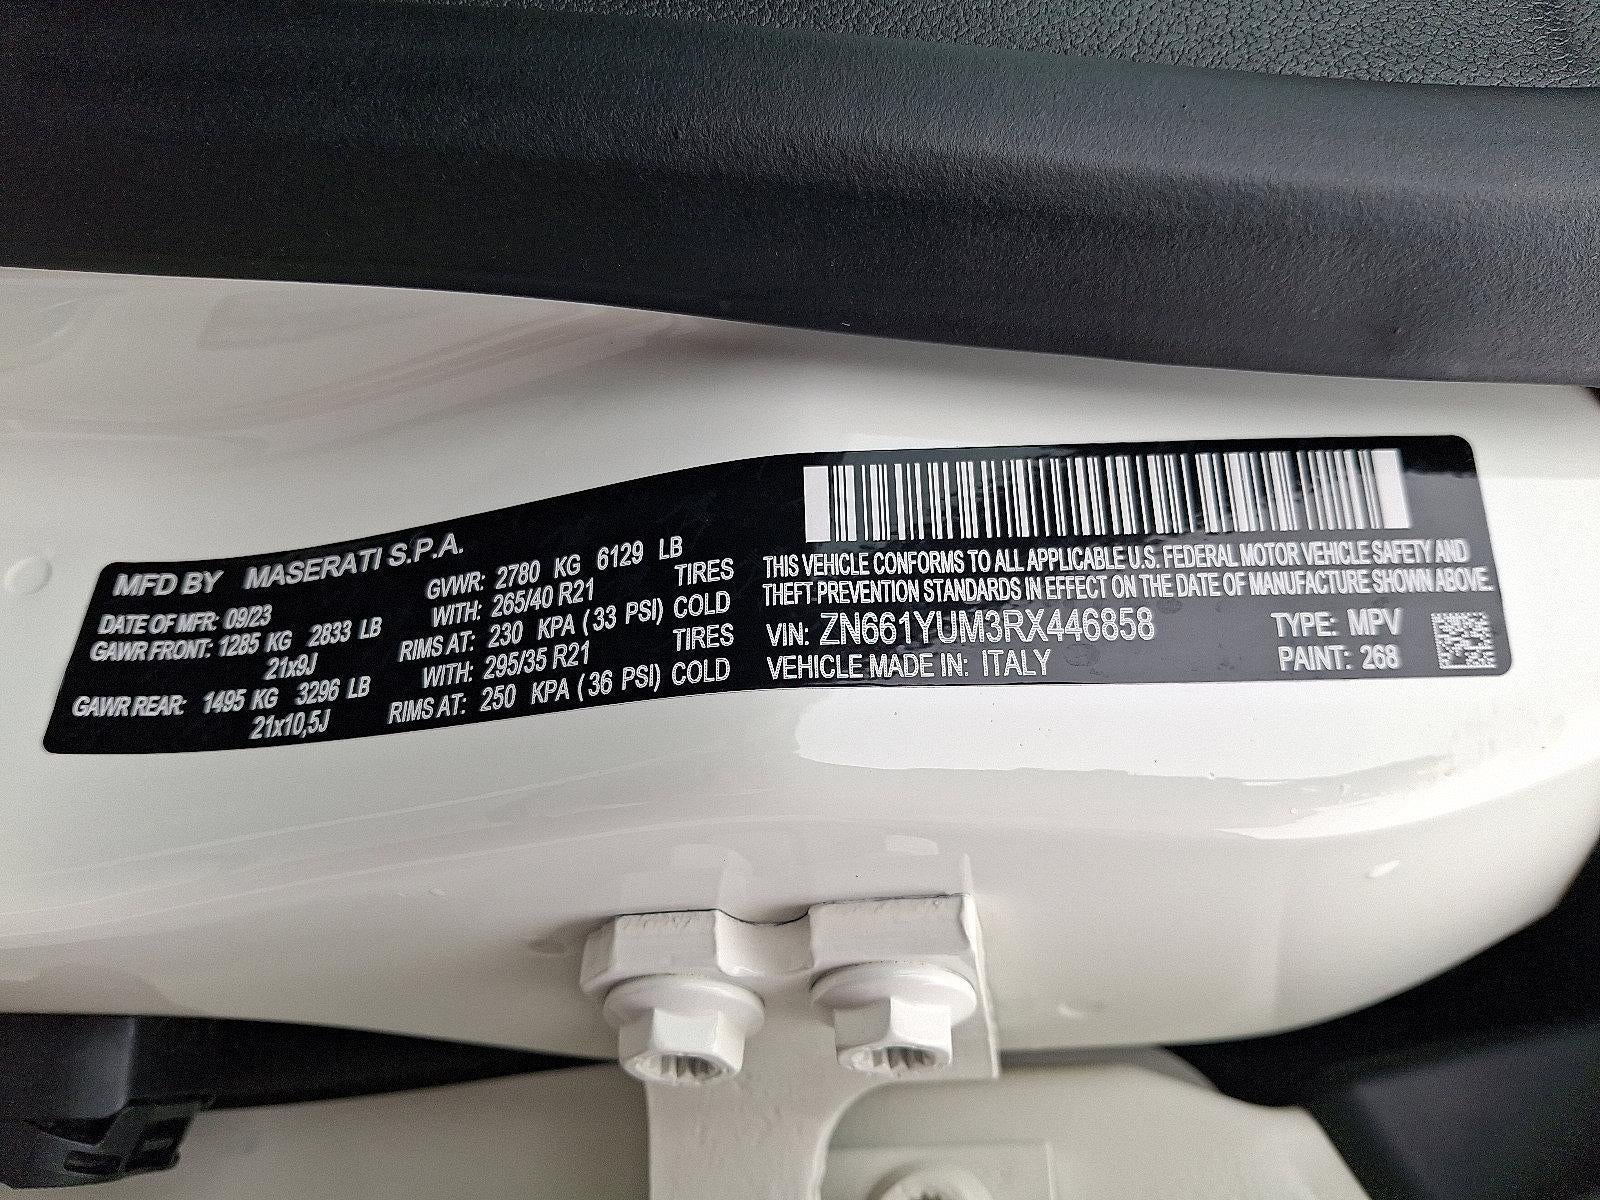 MFD BY MASERATI S.P.A.
DATE OF MFR: 09/23 GVWR: 2780 KG 6129 LB
GAWR FRONT: 1285 KG 2833 LB WITH: 265/40 R21 TIRES
21x9J RIMS AT: 230 KPA (33 PSI) COLD
GAWR REAR: 1495 KG 3296 LB WITH: 295/35 R21 TIRES
21x10,5J RIMS AT: 250 KPA (36 PSI) COLD
THIS VEHICLE CONFORMS TO ALL APPLICABLE U.S. FEDERAL MOTOR VEHICLE SAFETY AND
THEFT PREVENTION STANDARDS IN EFFECT ON THE DATE OF MANUFACTURE SHOWN ABOVE.
VIN: ZN661YUM3RX446858 TYPE: MPV
VEHICLE MADE IN: ITALY PAINT: 268